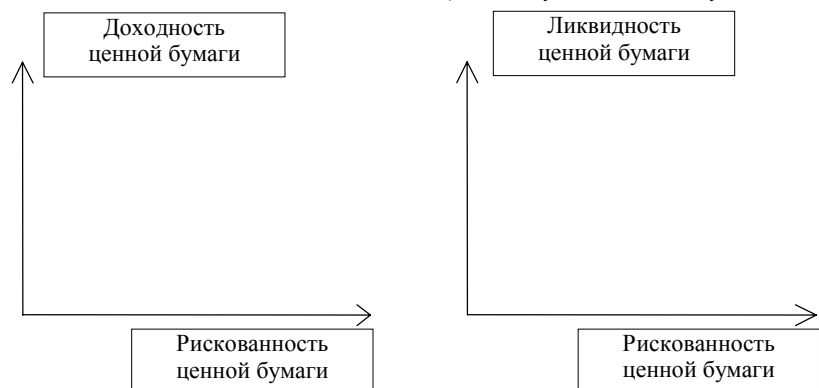 Доходность
ценной бумаги
Ликвидность
ценной бумаги
Рискованность
ценной бумаги
Рискованность
ценной бумаги